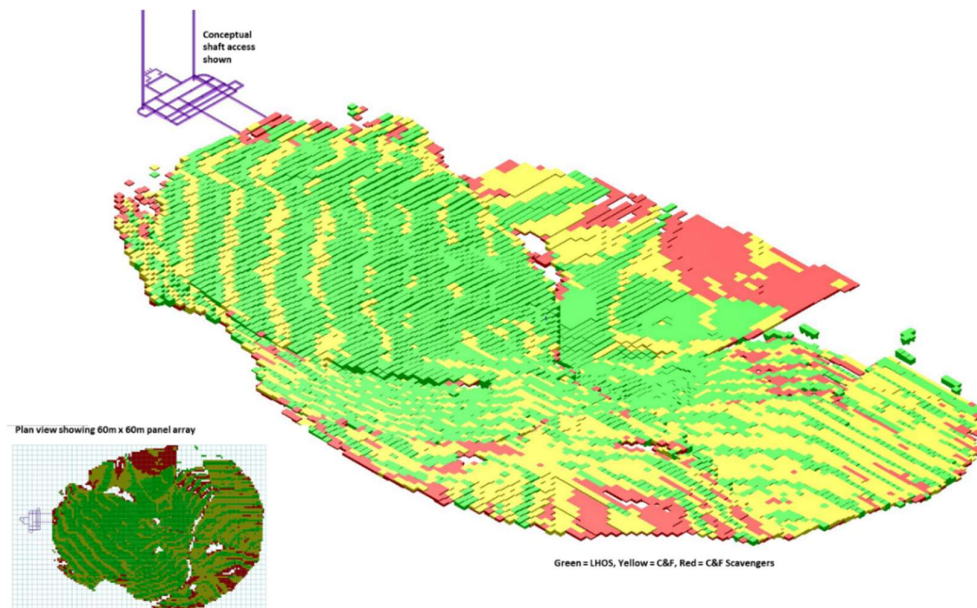 Conceptual
shaft access
shown
Plan view showing 60m x 60m panel array
Green = LHOS, Yellow = C&F, Red = C&F Scavengers